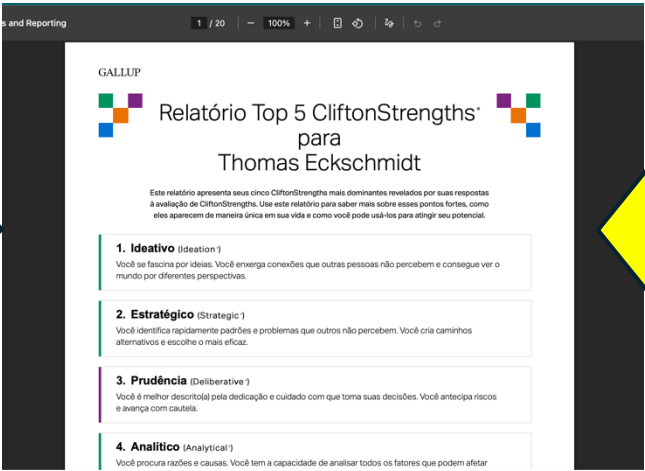 s and Reporting
1 / 20 | − 100% +
GALLUP
Relatório Top 5 CliftonStrengths®
para
Thomas Eckschmidt
Este relatório apresenta seus cinco CliftonStrengths mais dominantes revelados por suas respostas
à avaliação de CliftonStrengths. Use este relatório para saber mais sobre esses pontos fortes, como
eles aparecem de maneira única em sua vida e como você pode usá-los para atingir seu potencial.
1. Ideativo (Ideation®)
Você se fascina por ideias. Você enxerga conexões que outras pessoas não percebem e consegue ver o
mundo por diferentes perspectivas.
2. Estratégico (Strategic®)
Você identifica rapidamente padrões e problemas que outros não percebem. Você cria caminhos
alternativos e escolhe o mais eficaz.
3. Prudência (Deliberative®)
Você é melhor descrito(a) pela dedicação e cuidado com que toma suas decisões. Você antecipa riscos
e avança com cautela.
4. Analítico (Analytical®)
Você procura razões e causas. Você tem a capacidade de analisar todos os fatores que podem afetar